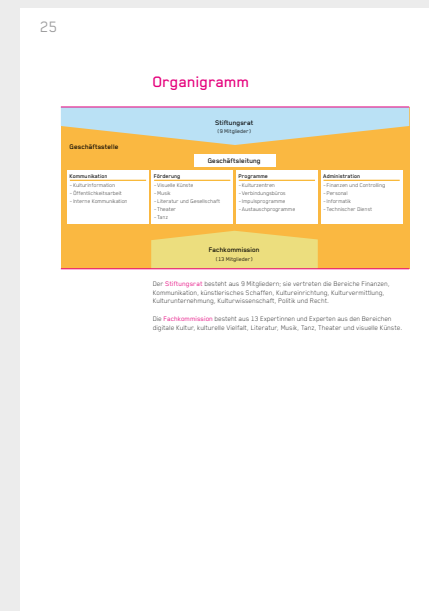 25
Organigramm
Stiftungsrat
(9 Mitglieder)
Geschäftsstelle
Geschäftsleitung
Kommunikation
- Kulturinformation
- Öffentlichkeitsarbeit
- Interne Kommunikation
Förderung
- Visuelle Künste
- Musik
- Literatur und Gesellschaft
- Theater
- Tanz
Programme
- Kulturzentren
- Verbindungsbüros
- Impulsprogramme
- Austauschprogramme
Administration
- Finanzen und Controlling
- Personal
- Informatik
- Technischer Dienst
Fachkommission
(13 Mitglieder)
Der Stiftungsrat besteht aus 9 Mitgliedern; sie vertreten die Bereiche Finanzen,
Kommunikation, künstlerisches Schaffen, Kultureinrichtung, Kulturvermittlung,
Kulturunternehmung, Kulturwissenschaft, Politik und Recht.
Die Fachkommission besteht aus 13 Expertinnen und Experten aus den Bereichen
digitale Kultur, kulturelle Vielfalt, Literatur, Musik, Tanz, Theater und visuelle Künste.